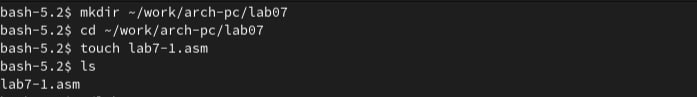 bash-5.2$ mkdir ~/work/arch-pc/lab07
bash-5.2$ cd ~/work/arch-pc/lab07
bash-5.2$ touch lab7-1.asm
bash-5.2$ ls
lab7-1.asm